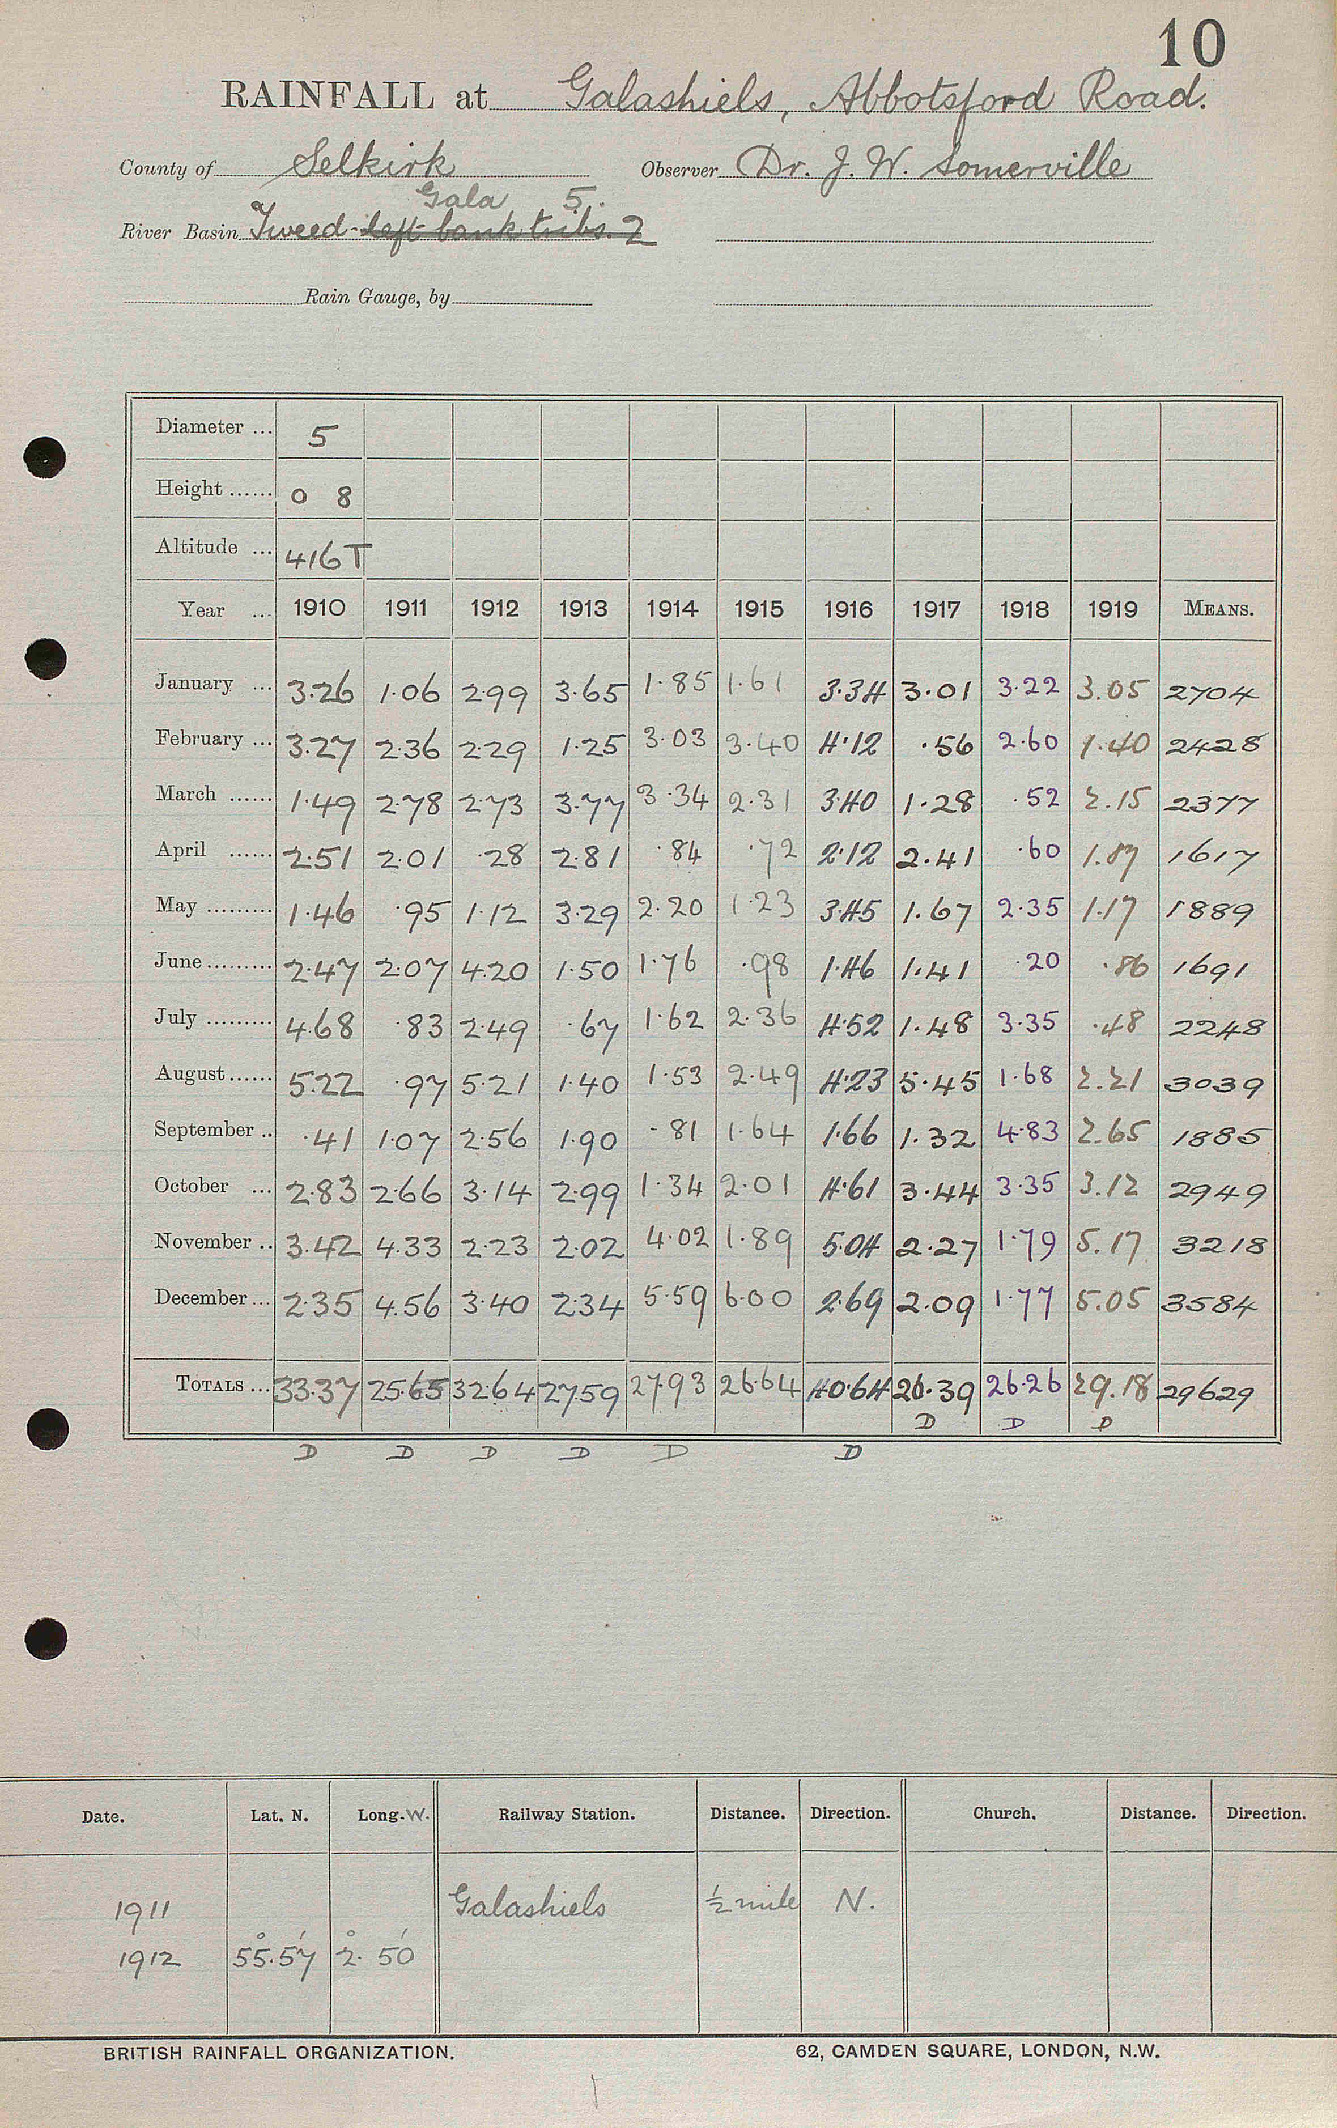 10
RAINFALL at Galashiels, Abbotsford Road.
County of Selkirk Observer Dr. J. W. Somerville
Gala 5.
River Basin Tweed-left bank tribs. 2
Rain Gauge, by
Diameter ... 5
Height ...... 0 8
Altitude ... 416T
Year ... 1910 1911 1912 1913 1914 1915 1916 1917 1918 1919 MEANS.
January ... 3.26 1.06 2.99 3.65 1.85 1.61 3.34 3.01 3.22 3.05 2704
February ... 3.27 2.36 2.29 1.25 3.03 3.40 4.12 .56 2.60 1.40 2428
March ...... 1.49 2.78 2.73 3.77 3.34 2.31 3.40 1.28 .52 2.15 2377
April ...... 2.51 2.01 .28 2.81 .84 .72 2.12 2.41 .60 1.87 1617
May ......... 1.46 .95 1.12 3.29 2.20 1.23 3.45 1.67 2.35 1.17 1889
June ......... 2.47 2.07 4.20 1.50 1.76 .98 1.46 1.41 .20 .86 1691
July ......... 4.68 .83 2.49 .67 1.62 2.36 4.52 1.48 3.35 .48 2248
August ...... 5.22 .97 5.21 1.40 1.53 2.49 4.23 5.45 1.68 2.21 3039
September .. .41 1.07 2.56 1.90 .81 1.64 1.66 1.32 4.83 2.65 1885
October ... 2.83 2.66 3.14 2.99 1.34 2.01 4.61 3.44 3.35 3.12 2949
November .. 3.42 4.33 2.23 2.02 4.02 1.89 5.04 2.27 1.79 5.17 3218
December ... 2.35 4.56 3.40 2.34 5.59 6.00 2.69 2.09 1.77 5.05 3584
TOTALS ... 33.37 25.65 32.64 27.59 27.93 26.64 40.64 26.39 26.26 29.18 29629
D D D
D D D D D D
Date. Lat. N. Long. W. Railway Station. Distance. Direction. Church. Distance. Direction.
1911 Galashiels ½ mile N.
1912 55°.57' 2°.50'
BRITISH RAINFALL ORGANIZATION. 62, CAMDEN SQUARE, LONDON, N.W.